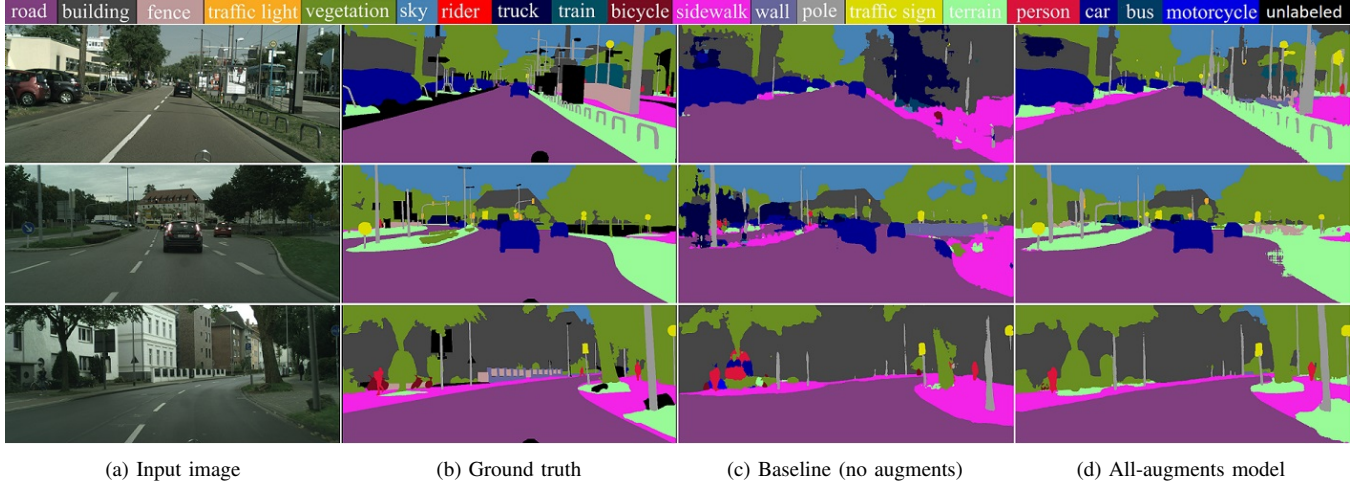 road building fence traffic light vegetation sky rider truck train bicycle sidewalk wall pole traffic sign terrain person car bus motorcycle unlabeled
(a) Input image (b) Ground truth (c) Baseline (no augments) (d) All-augments model